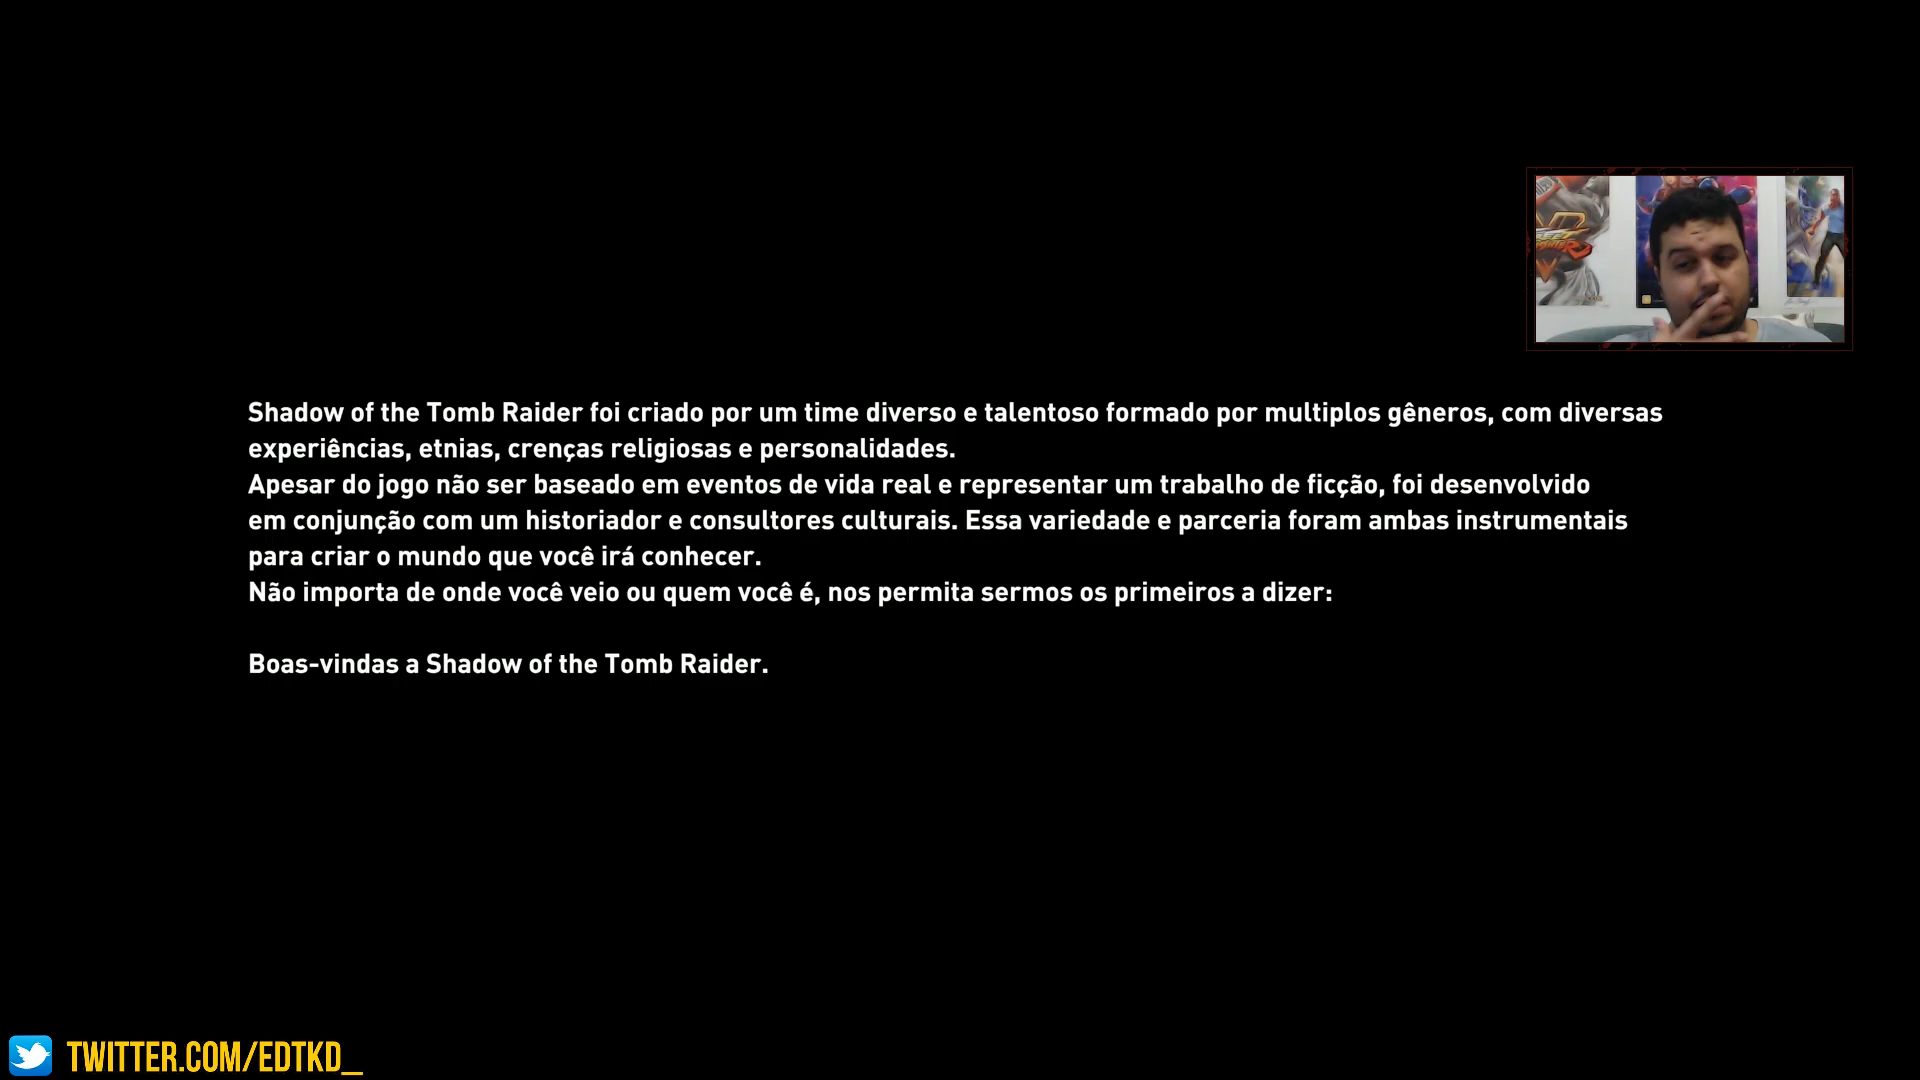 Shadow of the Tomb Raider foi criado por um time diverso e talentoso formado por multiplos gêneros, com diversas
experiências, etnias, crenças religiosas e personalidades.
Apesar do jogo não ser baseado em eventos de vida real e representar um trabalho de ficção, foi desenvolvido
em conjunção com um historiador e consultores culturais. Essa variedade e parceria foram ambas instrumentais
para criar o mundo que você irá conhecer.
Não importa de onde você veio ou quem você é, nos permita sermos os primeiros a dizer:
Boas-vindas a Shadow of the Tomb Raider.
TWITTER.COM/EDTKD_